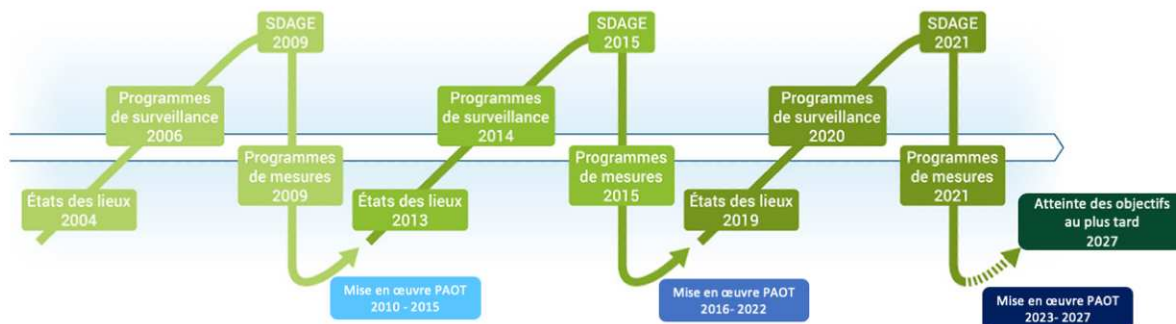 SDAGE
2009
Programmes
de surveillance
2006
Programmes
de mesures
2009
États des lieux
2004
Mise en œuvre PAOT
2010 - 2015
SDAGE
2015
Programmes
de surveillance
2014
Programmes
de mesures
2015
États des lieux
2013
Mise en œuvre PAOT
2016- 2022
SDAGE
2021
Programmes
de surveillance
2020
Programmes
de mesures
2021
États des lieux
2019
Atteinte des objectifs
au plus tard
2027
Mise en œuvre PAOT
2023- 2027